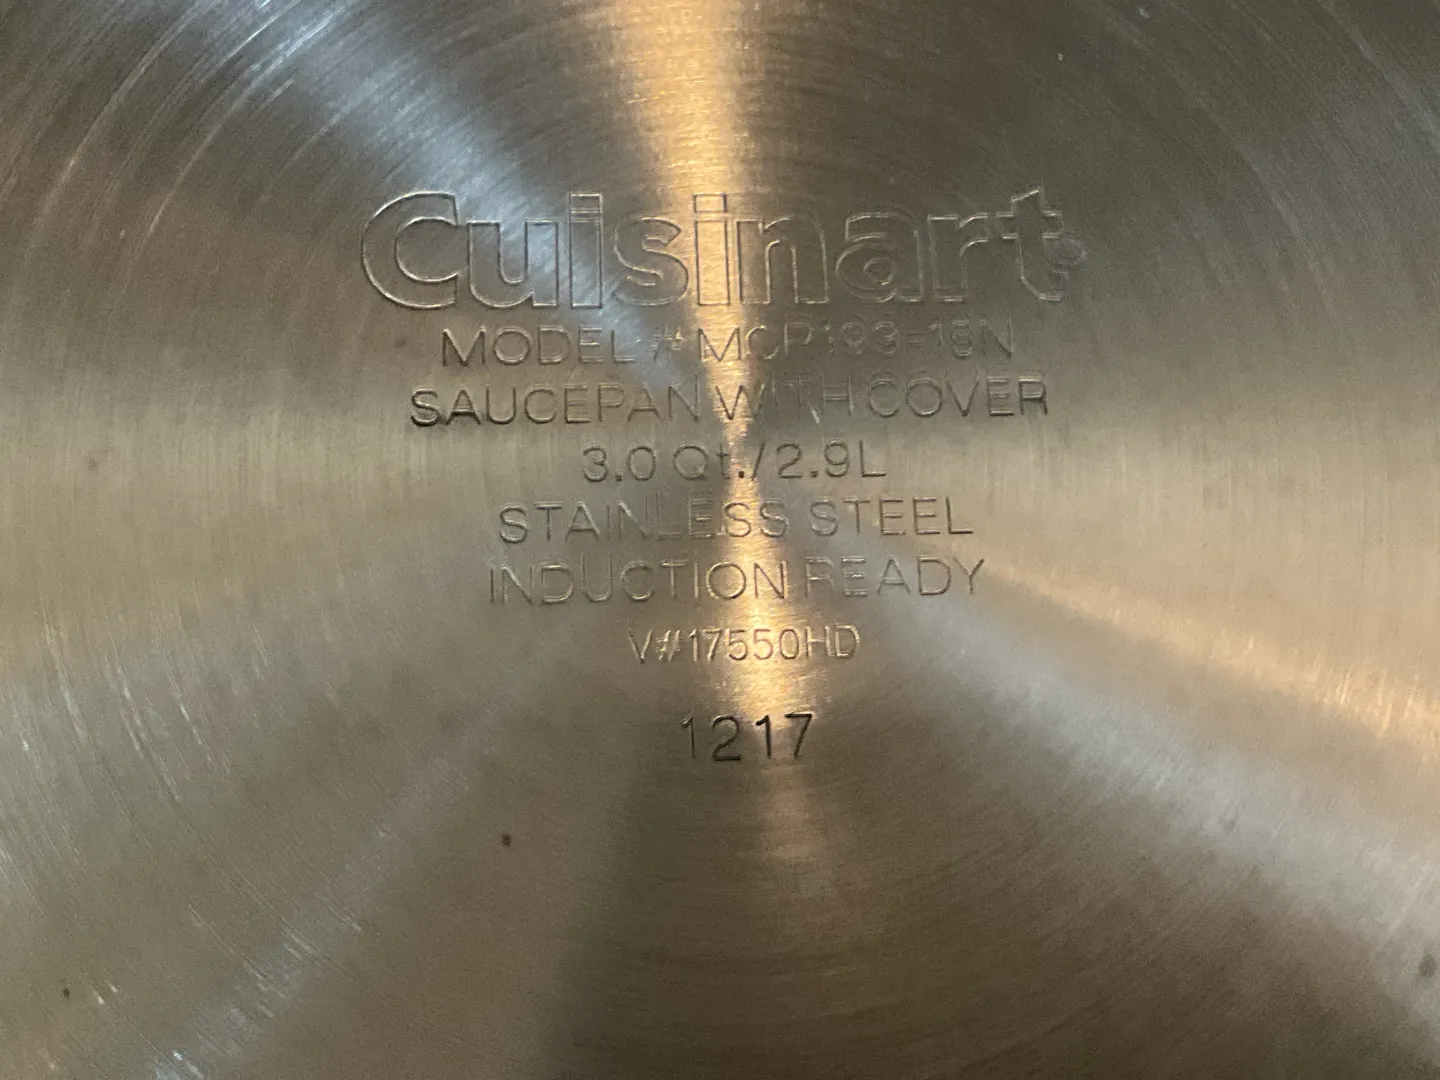 Cuisinart®
MODEL # MCP193-18N
SAUCEPAN WITH COVER
3.0 Qt./2.9L
STAINLESS STEEL
INDUCTION READY
V#17550HD
1217